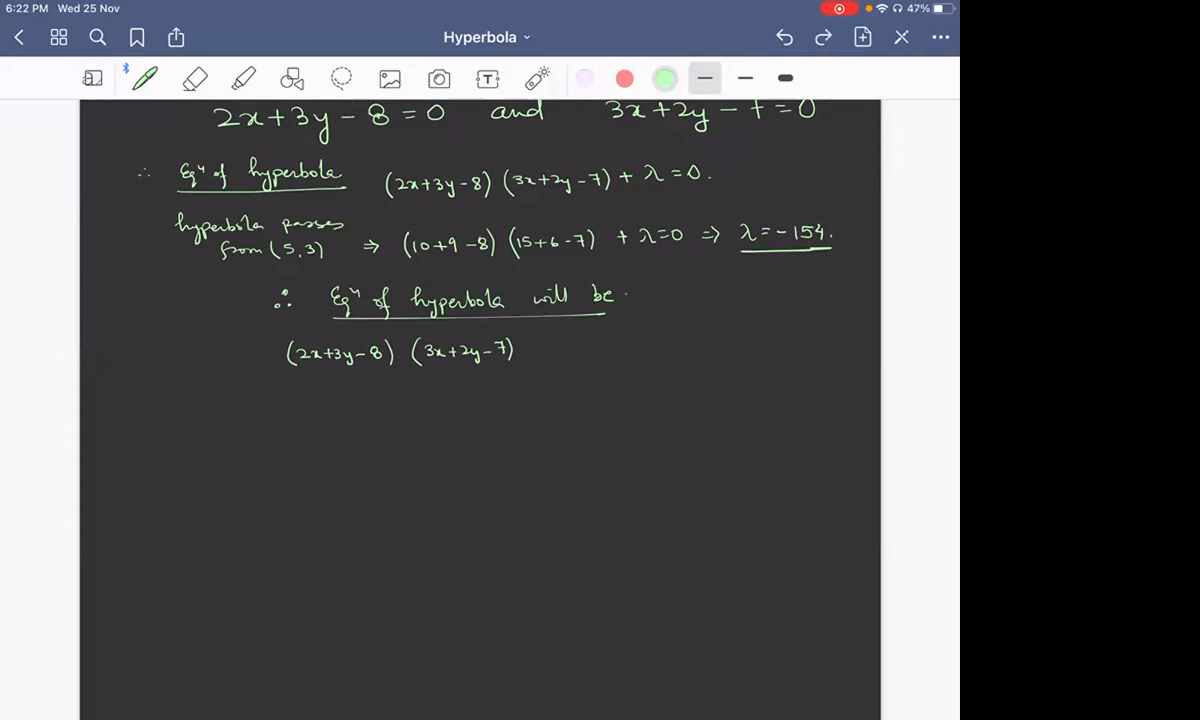 6:22 PM Wed 25 Nov
47%
Hyperbola
2x+3y-8=0 and 3x+2y-7=0
∴ Eqⁿ of hyperbola (2x+3y-8) (3x+2y-7) + λ = 0.
hyperbola passes
from (5,3) ⇒ (10+9-8) (15+6-7) + λ=0 ⇒ λ=-154.
∴ Eqⁿ of hyperbola will be.
(2x+3y-8) (3x+2y-7)